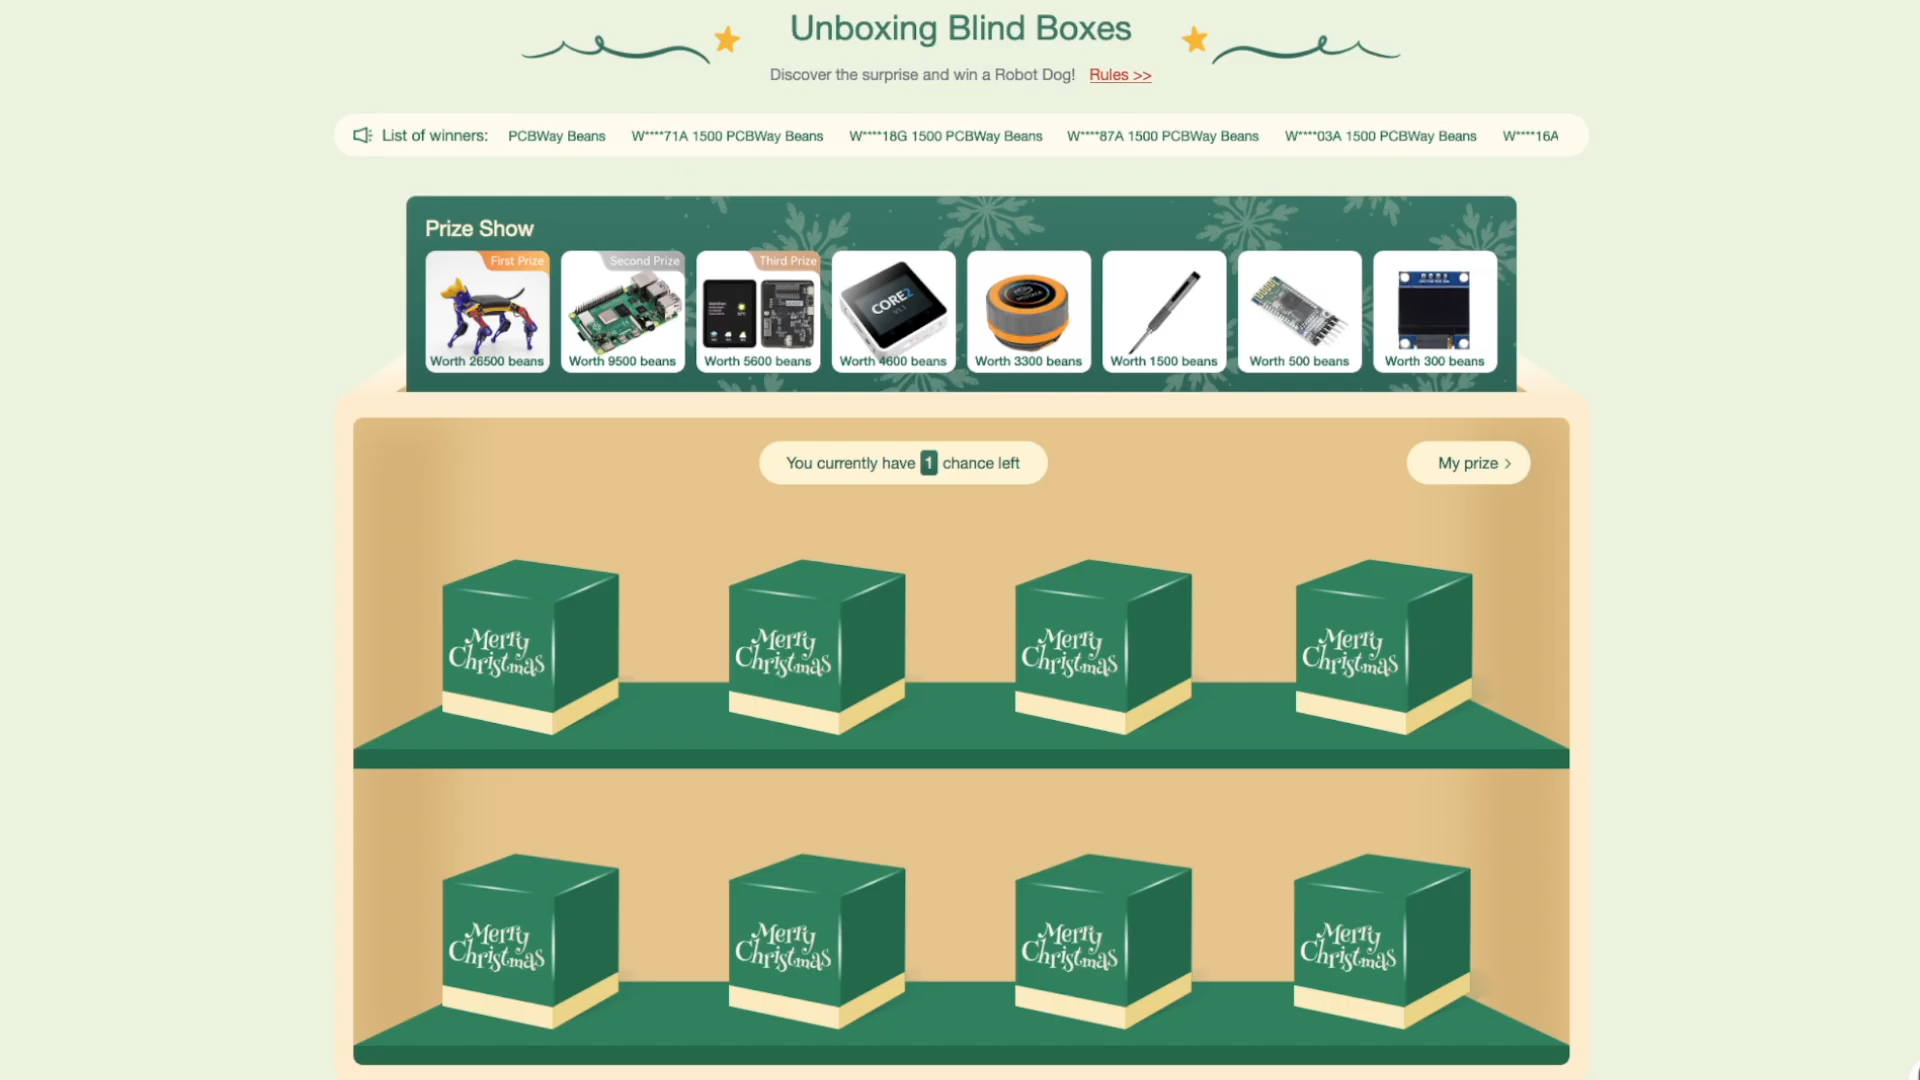 Unboxing Blind Boxes
Discover the surprise and win a Robot Dog! Rules >>
List of winners: PCBWay Beans W****71A 1500 PCBWay Beans W****18G 1500 PCBWay Beans W****87A 1500 PCBWay Beans W****03A 1500 PCBWay Beans W****16A
Prize Show
First Prize Second Prize Third Prize
CORE2
Worth 26500 beans Worth 9500 beans Worth 5600 beans Worth 4600 beans Worth 3300 beans Worth 1500 beans Worth 500 beans Worth 300 beans
You currently have 1 chance left
My prize >
Merry Christmas
Merry Christmas
Merry Christmas
Merry Christmas
Merry Christmas
Merry Christmas
Merry Christmas
Merry Christmas